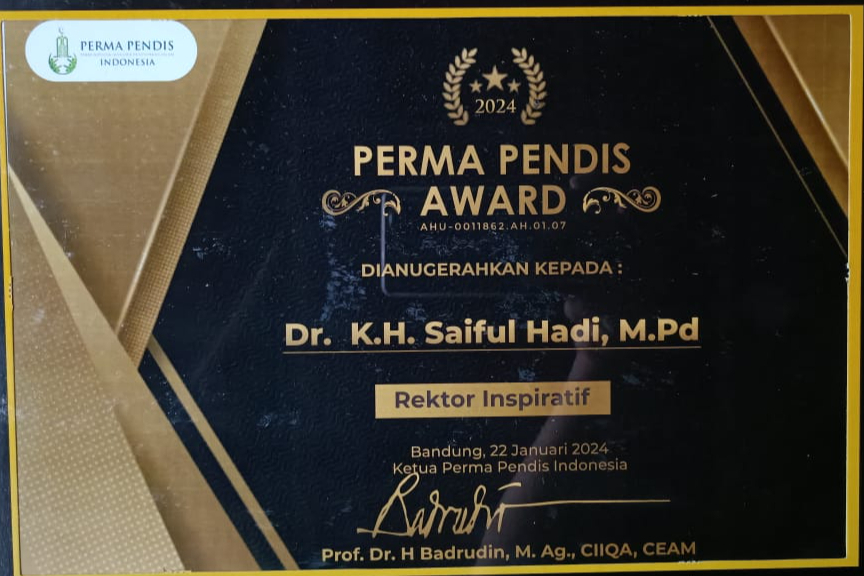 PERMA PENDIS
INDONESIA
2024
PERMA PENDIS
AWARD
AHU-0011862.AH.01.07
DIANUGERAHKAN KEPADA :
Dr. K.H. Saiful Hadi, M.Pd
Rektor Inspiratif
Bandung, 22 Januari 2024
Ketua Perma Pendis Indonesia
Badrudin
Prof. Dr. H Badrudin, M. Ag., CIIQA, CEAM